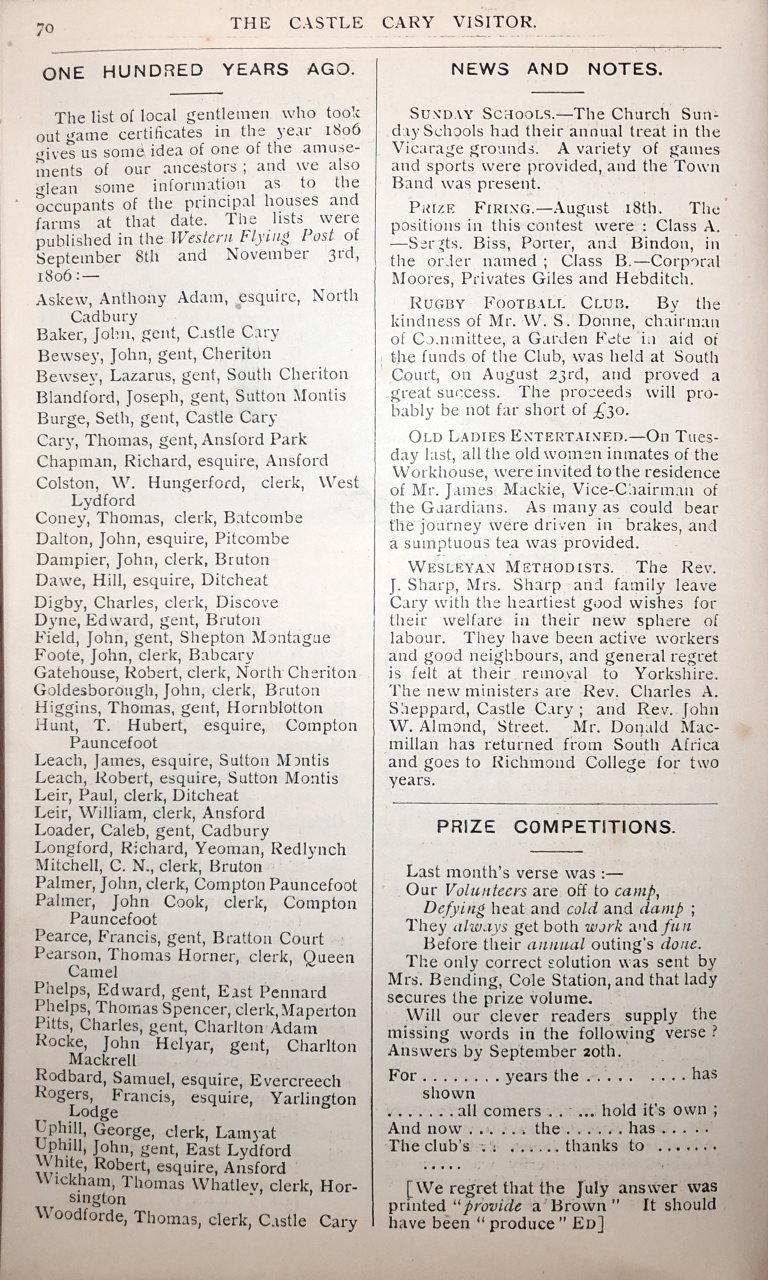 70
THE CASTLE CARY VISITOR.
ONE HUNDRED YEARS AGO.
The list of local gentlemen who took
out game certificates in the year 1806
gives us some idea of one of the amuse-
ments of our ancestors ; and we also
glean some information as to the
occupants of the principal houses and
farms at that date. The lists were
published in the Western Flying Post of
September 8th and November 3rd,
1806 :—
Askew, Anthony Adam, esquire, North
Cadbury
Baker, John, gent, Castle Cary
Bewsey, John, gent, Cheriton
Bewsey, Lazarus, gent, South Cheriton
Blandford, Joseph, gent, Sutton Montis
Burge, Seth, gent, Castle Cary
Cary, Thomas, gent, Ansford Park
Chapman, Richard, esquire, Ansford
Colston, W. Hungerford, clerk, West
Lydford
Coney, Thomas, clerk, Batcombe
Dalton, John, esquire, Pitcombe
Dampier, John, clerk, Bruton
Dawe, Hill, esquire, Ditcheat
Digby, Charles, clerk, Discove
Dyne, Edward, gent, Bruton
Field, John, gent, Shepton Montague
Foote, John, clerk, Babcary
Gatehouse, Robert, clerk, North Cheriton
Goldesborough, John, clerk, Bruton
Higgins, Thomas, gent, Hornblotton
Hunt, T. Hubert, esquire, Compton
Pauncefoot
Leach, James, esquire, Sutton Montis
Leach, Robert, esquire, Sutton Montis
Leir, Paul, clerk, Ditcheat
Leir, William, clerk, Ansford
Loader, Caleb, gent, Cadbury
Longford, Richard, Yeoman, Redlynch
Mitchell, C. N., clerk, Bruton
Palmer, John, clerk, Compton Pauncefoot
Palmer, John Cook, clerk, Compton
Pauncefoot
Pearce, Francis, gent, Bratton Court
Pearson, Thomas Horner, clerk, Queen
Camel
Phelps, Edward, gent, East Pennard
Phelps, Thomas Spencer, clerk, Maperton
Pitts, Charles, gent, Charlton Adam
Rocke, John Helyar, gent, Charlton
Mackrell
Rodbard, Samuel, esquire, Evercreech
Rogers, Francis, esquire, Yarlington
Lodge
Uphill, George, clerk, Lamyat
Uphill, John, gent, East Lydford
White, Robert, esquire, Ansford
Wickham, Thomas Whatley, clerk, Hor-
sington
Woodforde, Thomas, clerk, Castle Cary
NEWS AND NOTES.
SUNDAY SCHOOLS.—The Church Sun-
day Schools had their annual treat in the
Vicarage grounds. A variety of games
and sports were provided, and the Town
Band was present.
PRIZE FIRING.—August 18th. The
positions in this contest were : Class A.
—Sergts. Biss, Porter, and Bindon, in
the order named ; Class B.—Corporal
Moores, Privates Giles and Hebditch.
RUGBY FOOTBALL CLUB. By the
kindness of Mr. W. S. Donne, chairman
of Committee, a Garden Fete in aid of
the funds of the Club, was held at South
Court, on August 23rd, and proved a
great success. The proceeds will pro-
bably be not far short of £30.
OLD LADIES ENTERTAINED.—On Tues-
day last, all the old women inmates of the
Workhouse, were invited to the residence
of Mr. James Mackie, Vice-Chairman of
the Guardians. As many as could bear
the journey were driven in brakes, and
a sumptuous tea was provided.
WESLEYAN METHODISTS. The Rev.
J. Sharp, Mrs. Sharp and family leave
Cary with the heartiest good wishes for
their welfare in their new sphere of
labour. They have been active workers
and good neighbours, and general regret
is felt at their removal to Yorkshire.
The new ministers are Rev. Charles A.
Sheppard, Castle Cary ; and Rev. John
W. Almond, Street. Mr. Donald Mac-
millan has returned from South Africa
and goes to Richmond College for two
years.
PRIZE COMPETITIONS.
Last month's verse was :—
Our Volunteers are off to camp,
Defying heat and cold and damp ;
They always get both work and fun
Before their annual outing's done.
The only correct solution was sent by
Mrs. Bending, Cole Station, and that lady
secures the prize volume.
Will our clever readers supply the
missing words in the following verse ?
Answers by September 20th.
For ........ years the ..... .... has
shown
....... all comers ..... hold it's own ;
And now ...... the ...... has .....
The club's .. ...... thanks to .......
.....
[We regret that the July answer was
printed "provide a Brown" It should
have been "produce" ED]